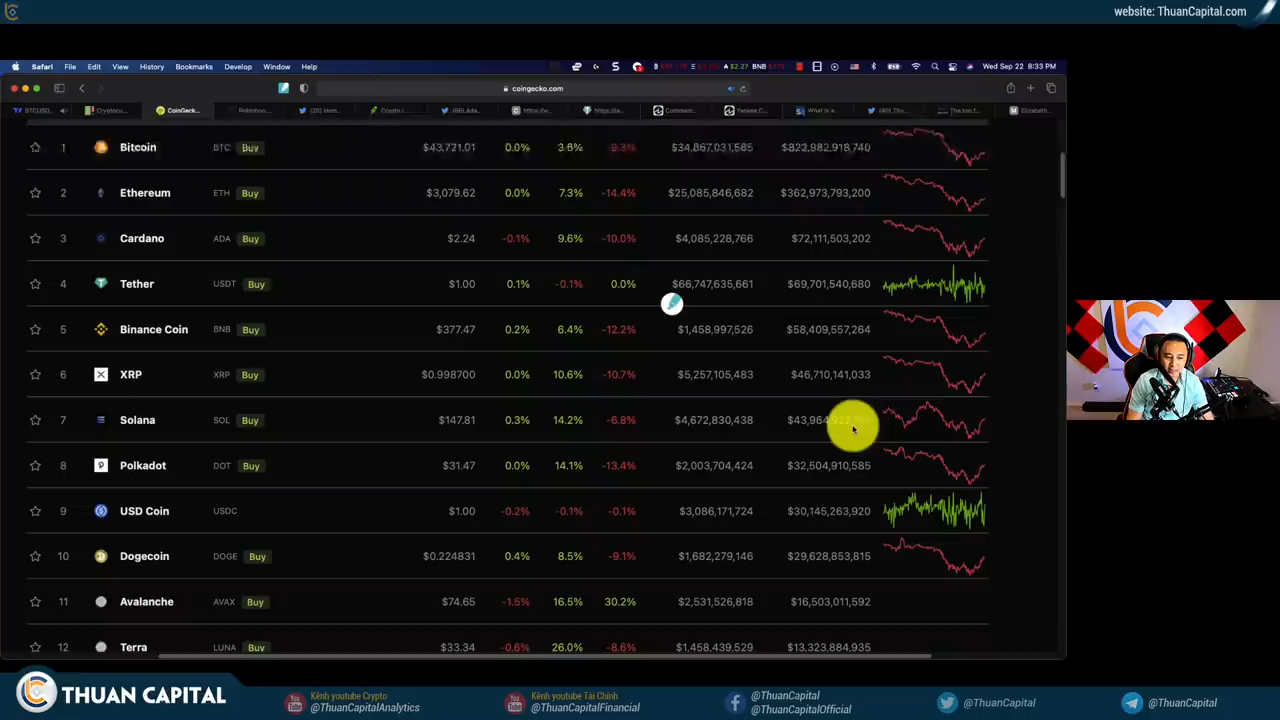 website: ThuanCapital.com
Safari File Edit View History Bookmarks Develop Window Help $2.27 BNB Wed Sep 22 8:33 PM
coingecko.com
CoinGeck...
1 Bitcoin BTC Buy $43,721.01 0.0% 3.6% $34,867,031,565 $822,982,918,740
2 Ethereum ETH Buy $3,079.62 0.0% 7.3% -14.4% $25,085,846,682 $362,973,793,200
3 Cardano ADA Buy $2.24 -0.1% 9.6% -10.0% $4,085,228,766 $72,111,503,202
4 Tether USDT Buy $1.00 0.1% -0.1% 0.0% $66,747,635,661 $69,701,540,680
5 Binance Coin BNB Buy $377.47 0.2% 6.4% -12.2% $1,458,997,526 $58,409,557,264
6 XRP XRP Buy $0.998700 0.0% 10.6% -10.7% $5,257,105,483 $46,710,141,033
7 Solana SOL Buy $147.81 0.3% 14.2% -6.8% $4,672,830,438
8 Polkadot DOT Buy $31.47 0.0% 14.1% -13.4% $2,003,704,424 $32,504,910,585
9 USD Coin USDC $1.00 -0.2% -0.1% -0.1% $3,086,171,724 $30,145,263,920
10 Dogecoin DOGE Buy $0.224831 0.4% 8.5% -9.1% $1,682,279,146 $29,628,853,815
11 Avalanche AVAX Buy $74.65 -1.5% 16.5% 30.2% $2,531,526,818 $16,503,011,592
12 Terra LUNA Buy $33.34 -0.6% 26.0% -8.6% $1,458,439,529 $13,323,884,935
THUAN CAPITAL
Kênh youtube Crypto
@ThuanCapitalAnalytics
Kênh youtube Tài Chính
@ThuanCapitalFinancial
@ThuanCapital
@ThuanCapitalOfficial
@ThuanCapital
@ThuanCapital